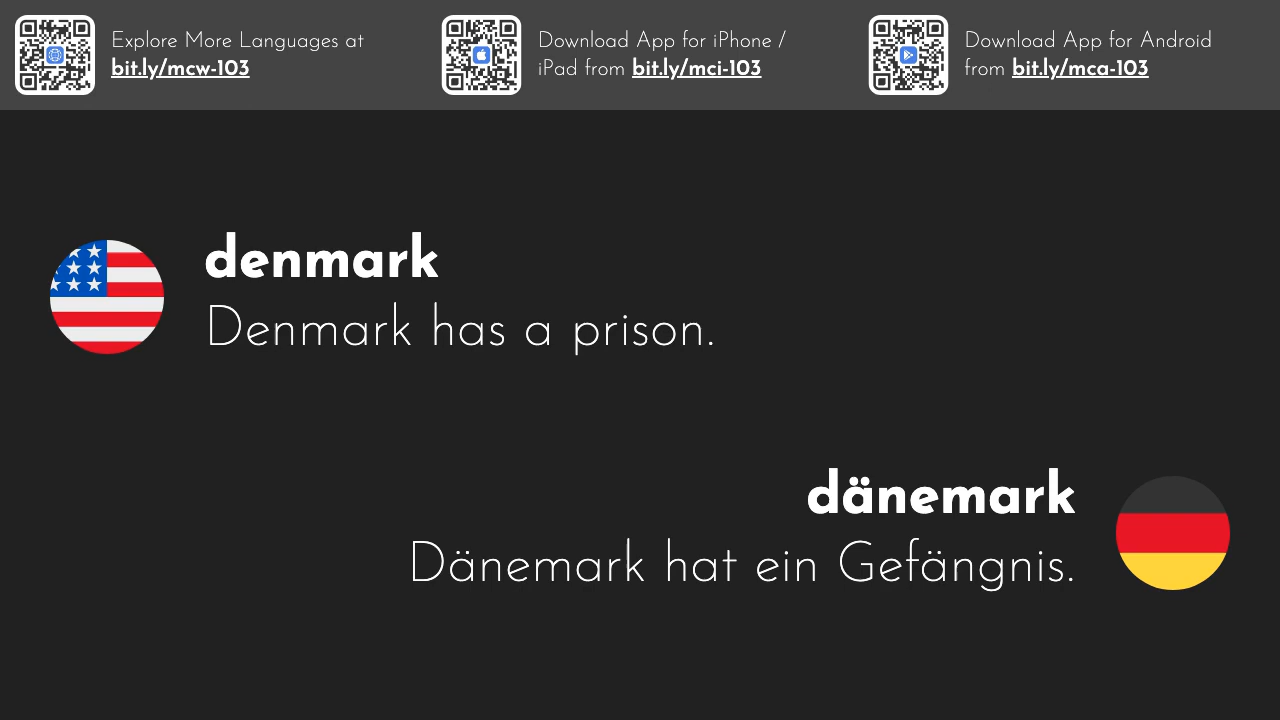 Explore More Languages at
bit.ly/mcw-103
Download App for iPhone /
iPad from bit.ly/mci-103
Download App for Android
from bit.ly/mca-103
denmark
Denmark has a prison.
dänemark
Dänemark hat ein Gefängnis.